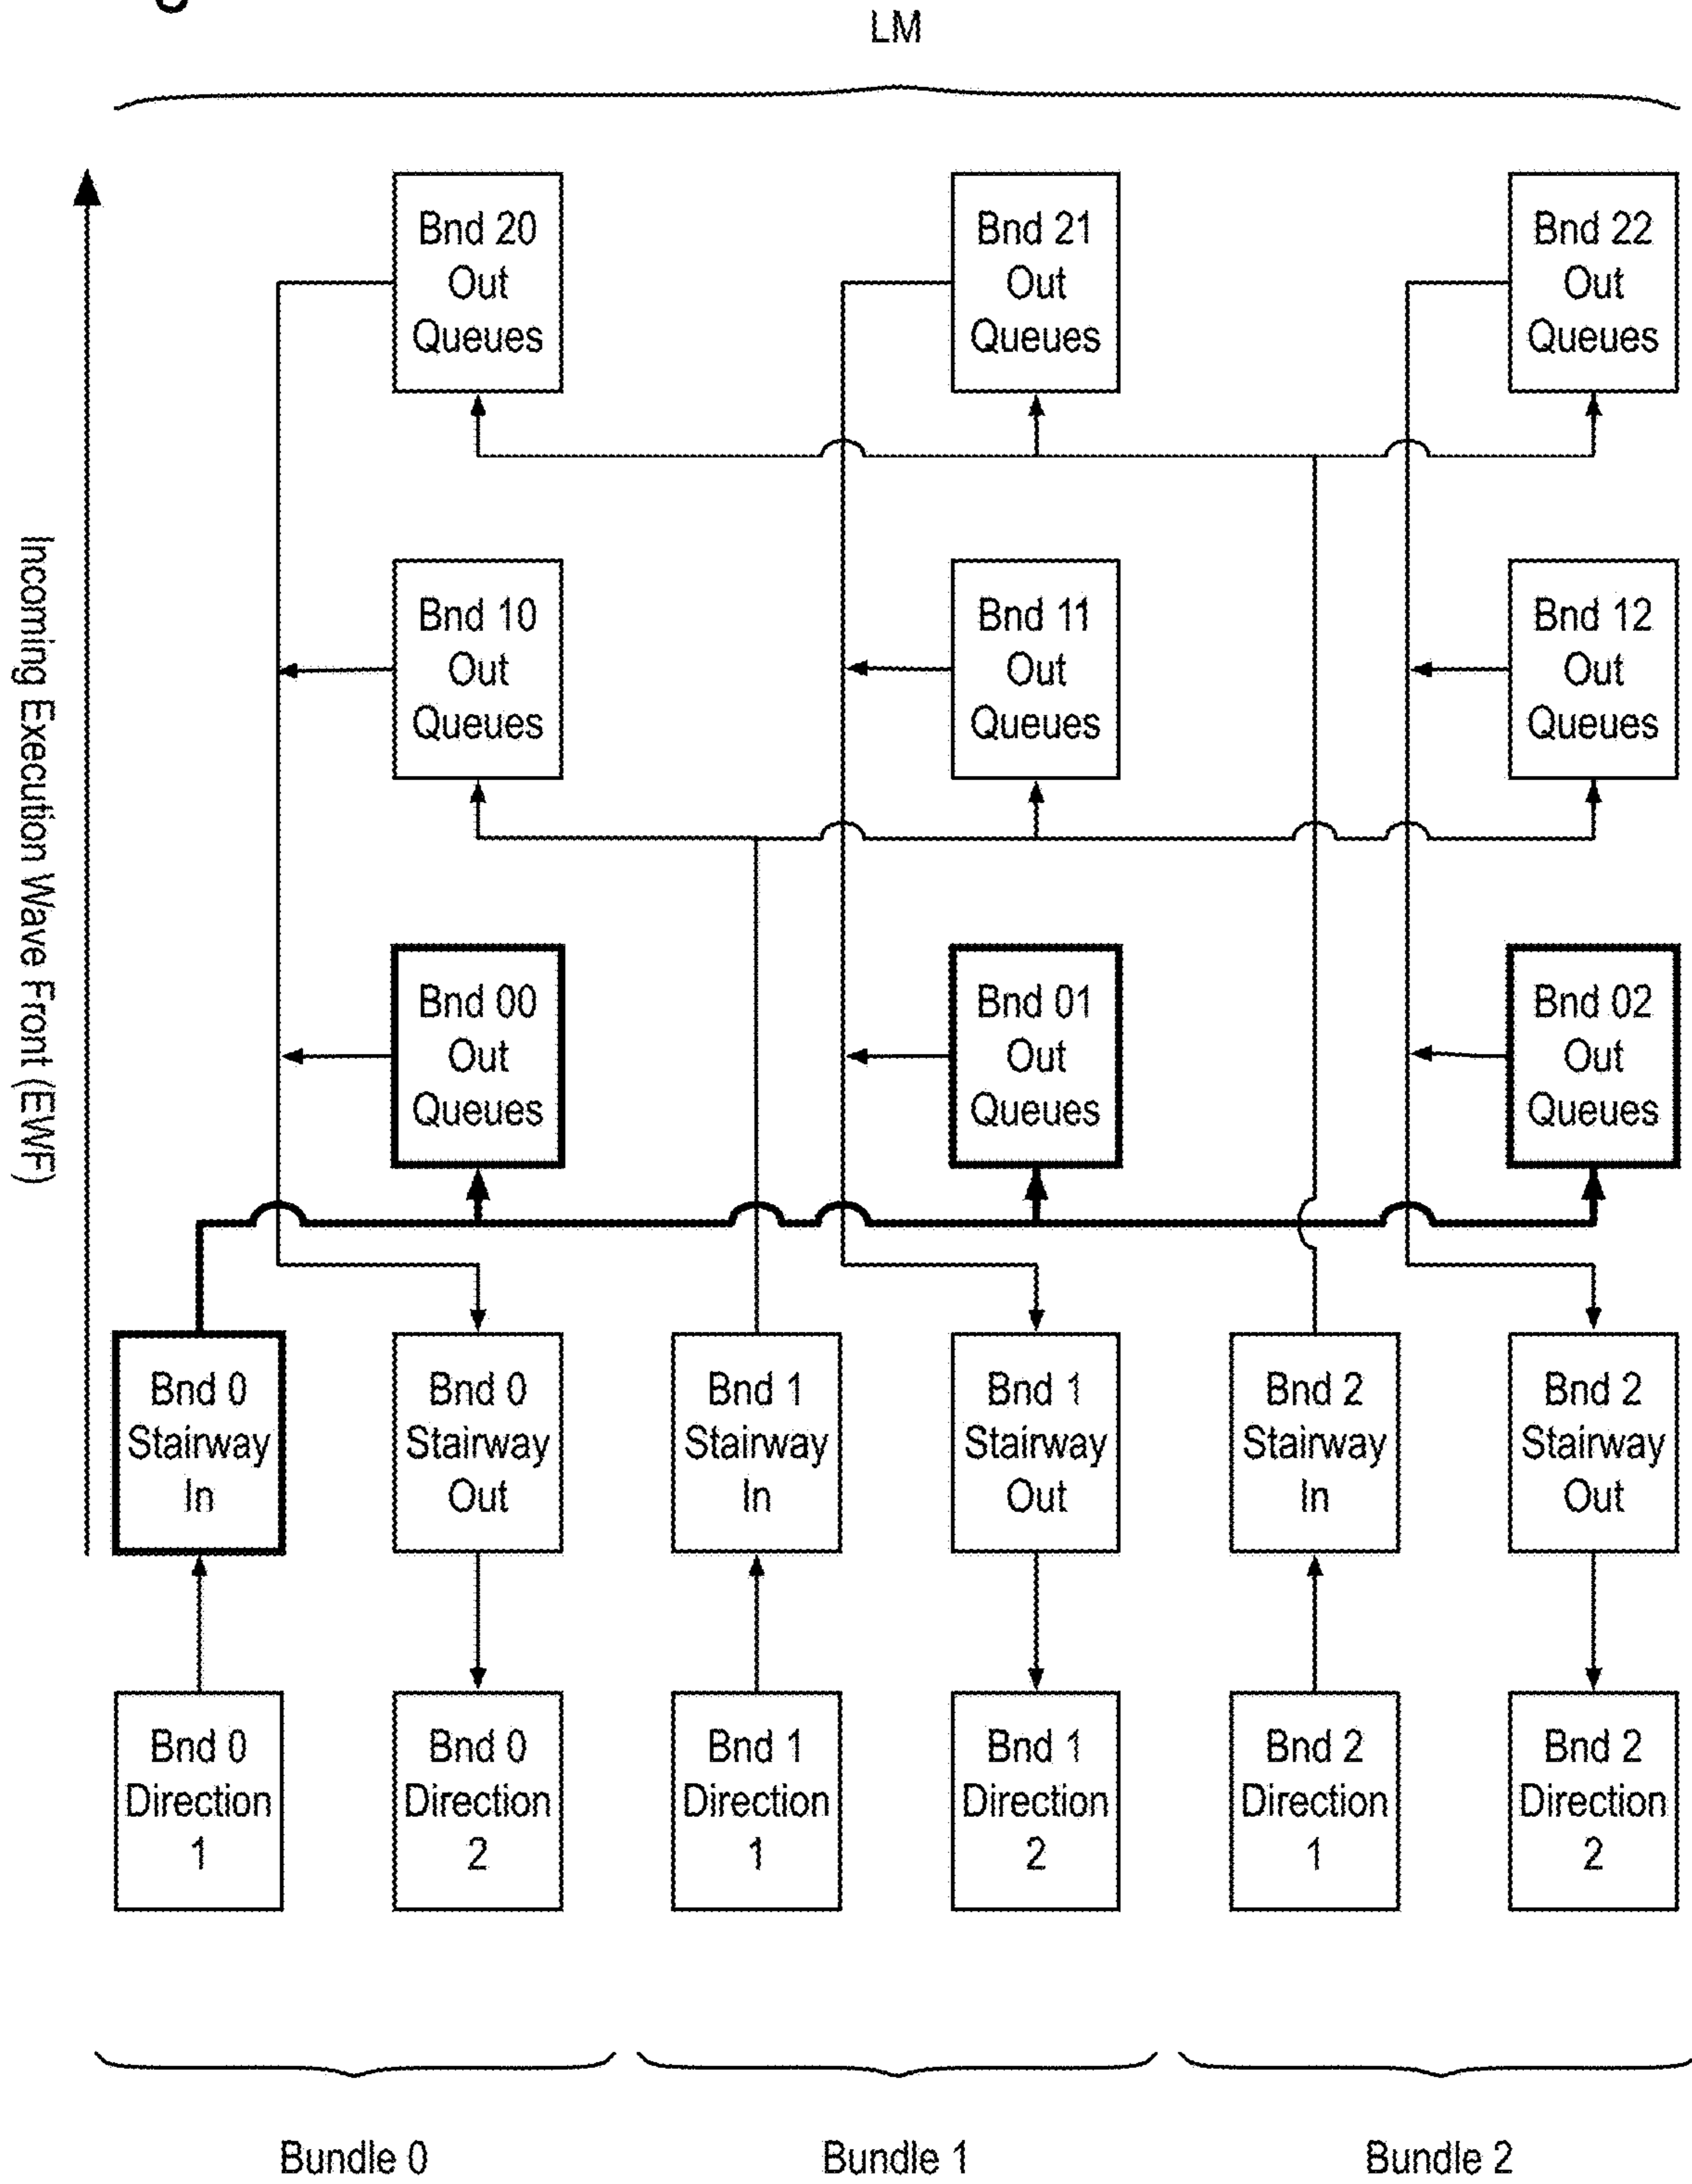 LM
Bnd 20
Out
Queues
Bnd 21
Out
Queues
Bnd 22
Out
Queues
Incoming Execution Wave Front (EWF)
Bnd 10
Out
Queues
Bnd 11
Out
Queues
Bnd 12
Out
Queues
Bnd 00
Out
Queues
Bnd 01
Out
Queues
Bnd 02
Out
Queues
Bnd 0
Stairway
In
Bnd 0
Stairway
Out
Bnd 1
Stairway
In
Bnd 1
Stairway
Out
Bnd 2
Stairway
In
Bnd 2
Stairway
Out
Bnd 0
Direction
1
Bnd 0
Direction
2
Bnd 1
Direction
1
Bnd 1
Direction
2
Bnd 2
Direction
1
Bnd 2
Direction
2
Bundle 0
Bundle 1
Bundle 2